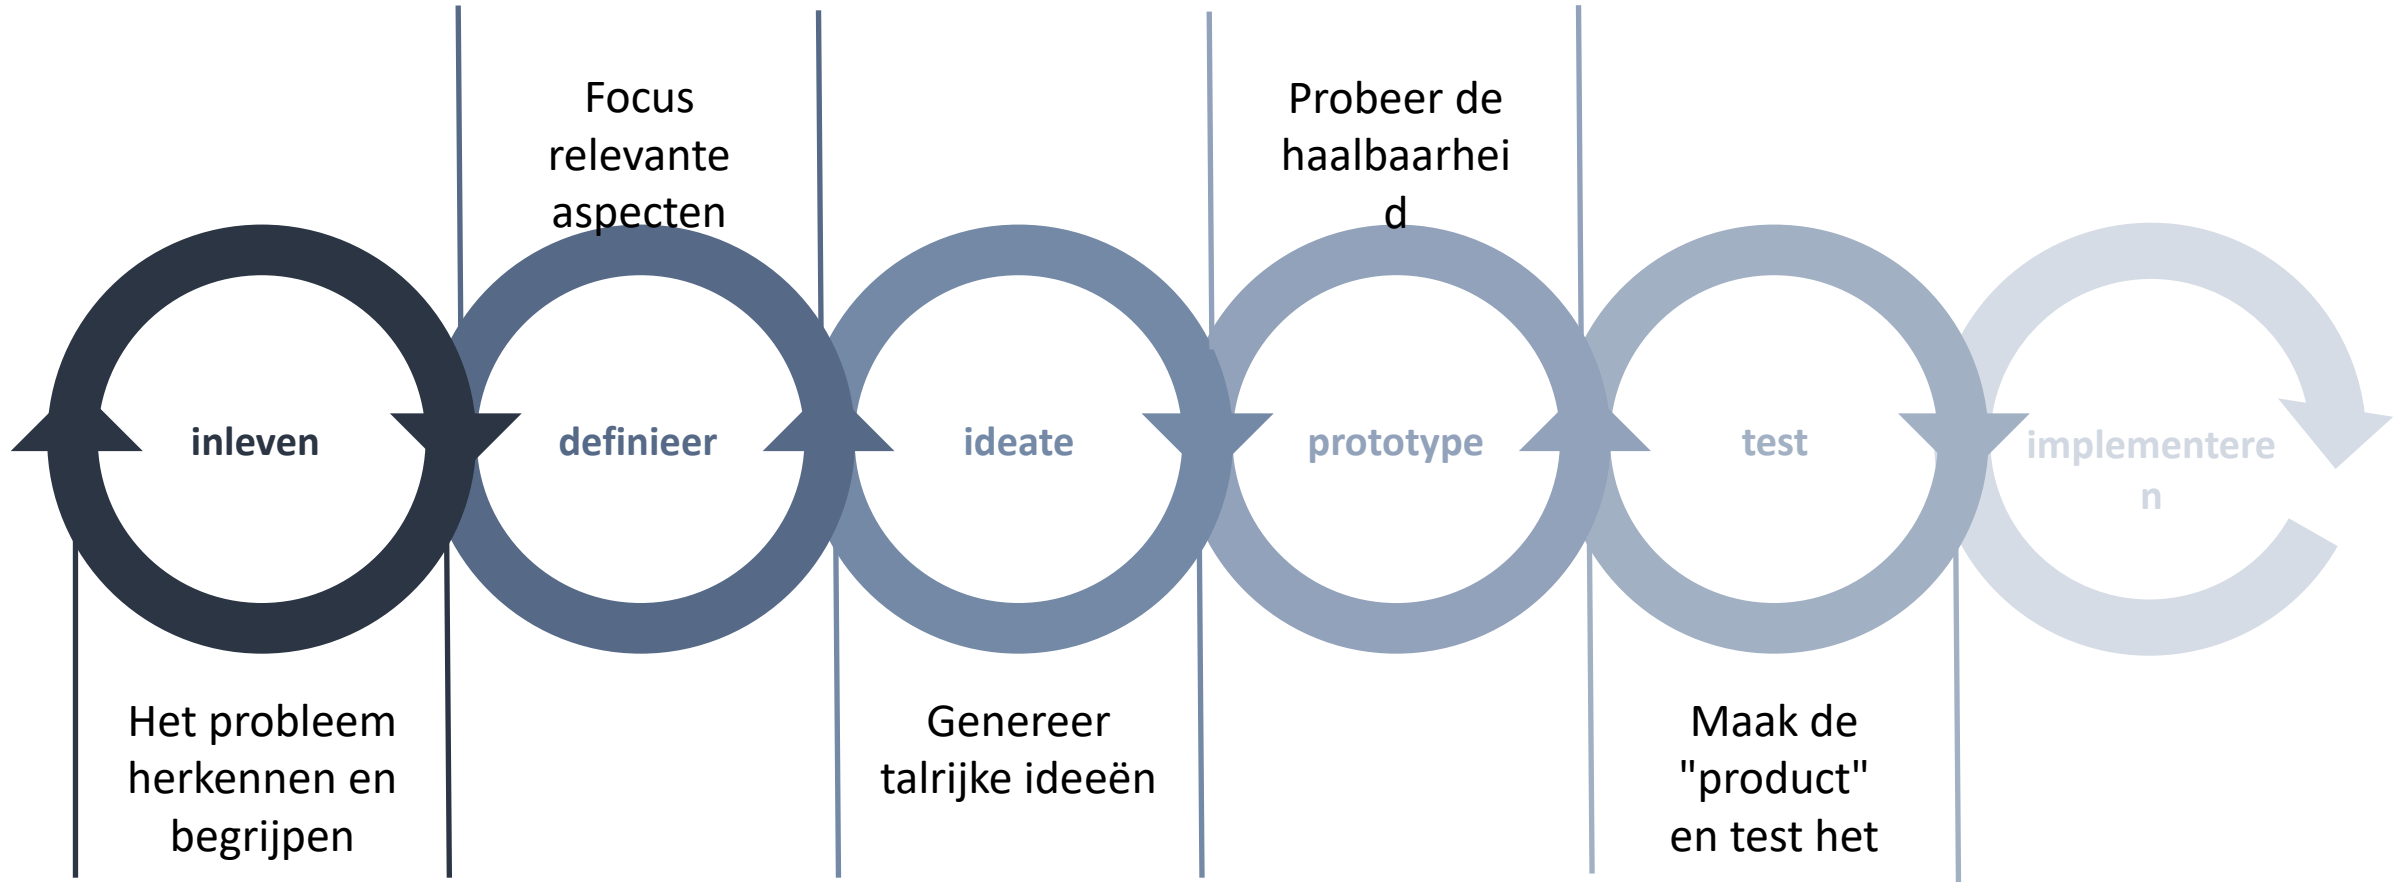 Focus
relevante
aspecten
Probeer de
haalbaarhei
d
inleven
definieer
ideate
prototype
test
implementere
n
Het probleem
herkennen en
begrijpen
Genereer
talrijke ideeën
Maak de
"product"
en test het